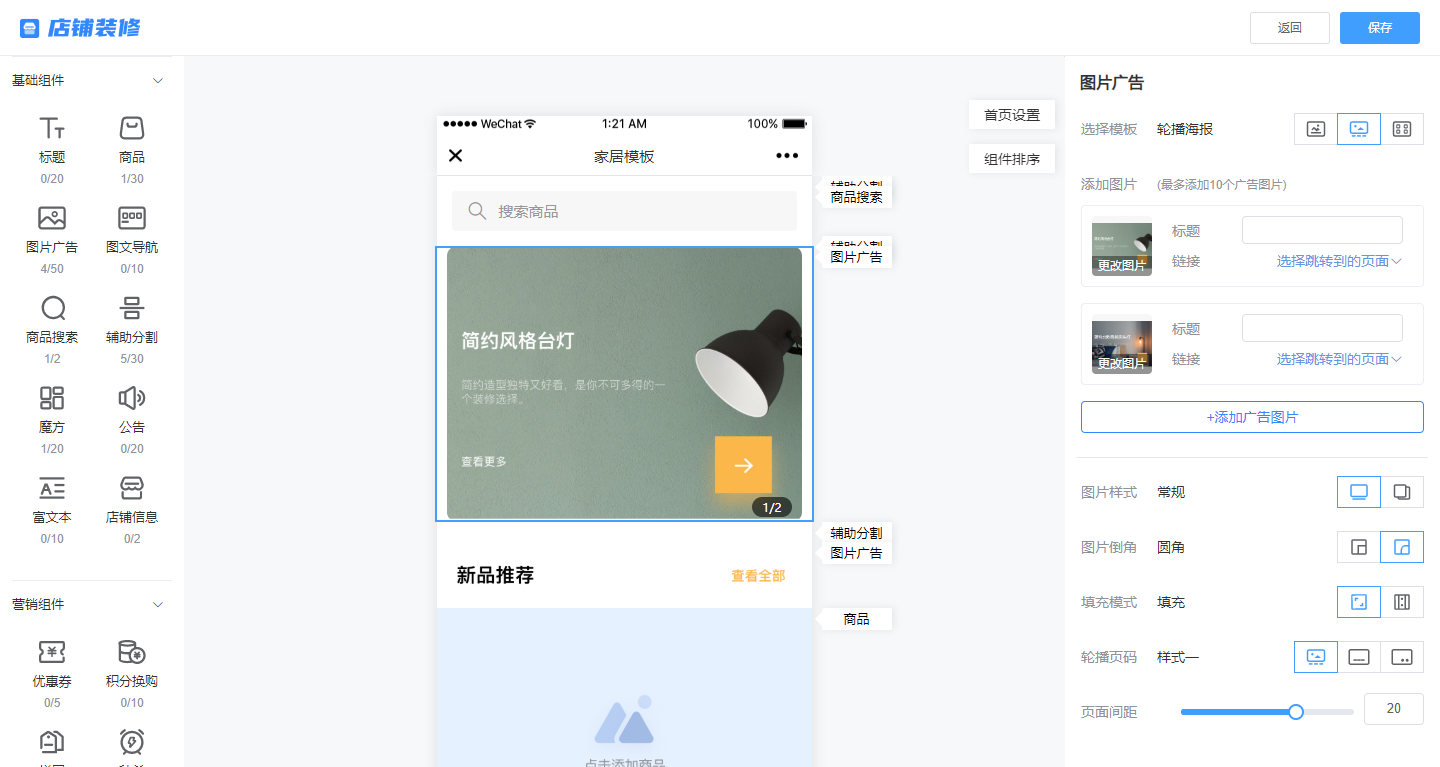 店铺装修
返回
保存
基础组件
标题
商品
0/20
1/30
图片广告
图文导航
4/50
0/10
商品搜索
辅助分割
1/2
5/30
魔方
公告
1/20
0/20
富文本
店铺信息
0/10
0/2
营销组件
优惠券
积分换购
0/5
0/10
WeChat
1:21 AM
100%
家居模板
搜索商品
简约风格台灯
简约造型独特又好看，是你不可多得的一
个装修选择。
查看更多
1/2
新品推荐
查看全部
点击添加商品
首页设置
组件排序
辅助分割
商品搜索
辅助分割
图片广告
辅助分割
图片广告
商品
图片广告
选择模板
轮播海报
添加图片
(最多添加10个广告图片)
更改图片
标题
链接
选择跳转到的页面
更改图片
标题
链接
选择跳转到的页面
+添加广告图片
图片样式
常规
图片倒角
圆角
填充模式
填充
轮播页码
样式一
页面间距
20